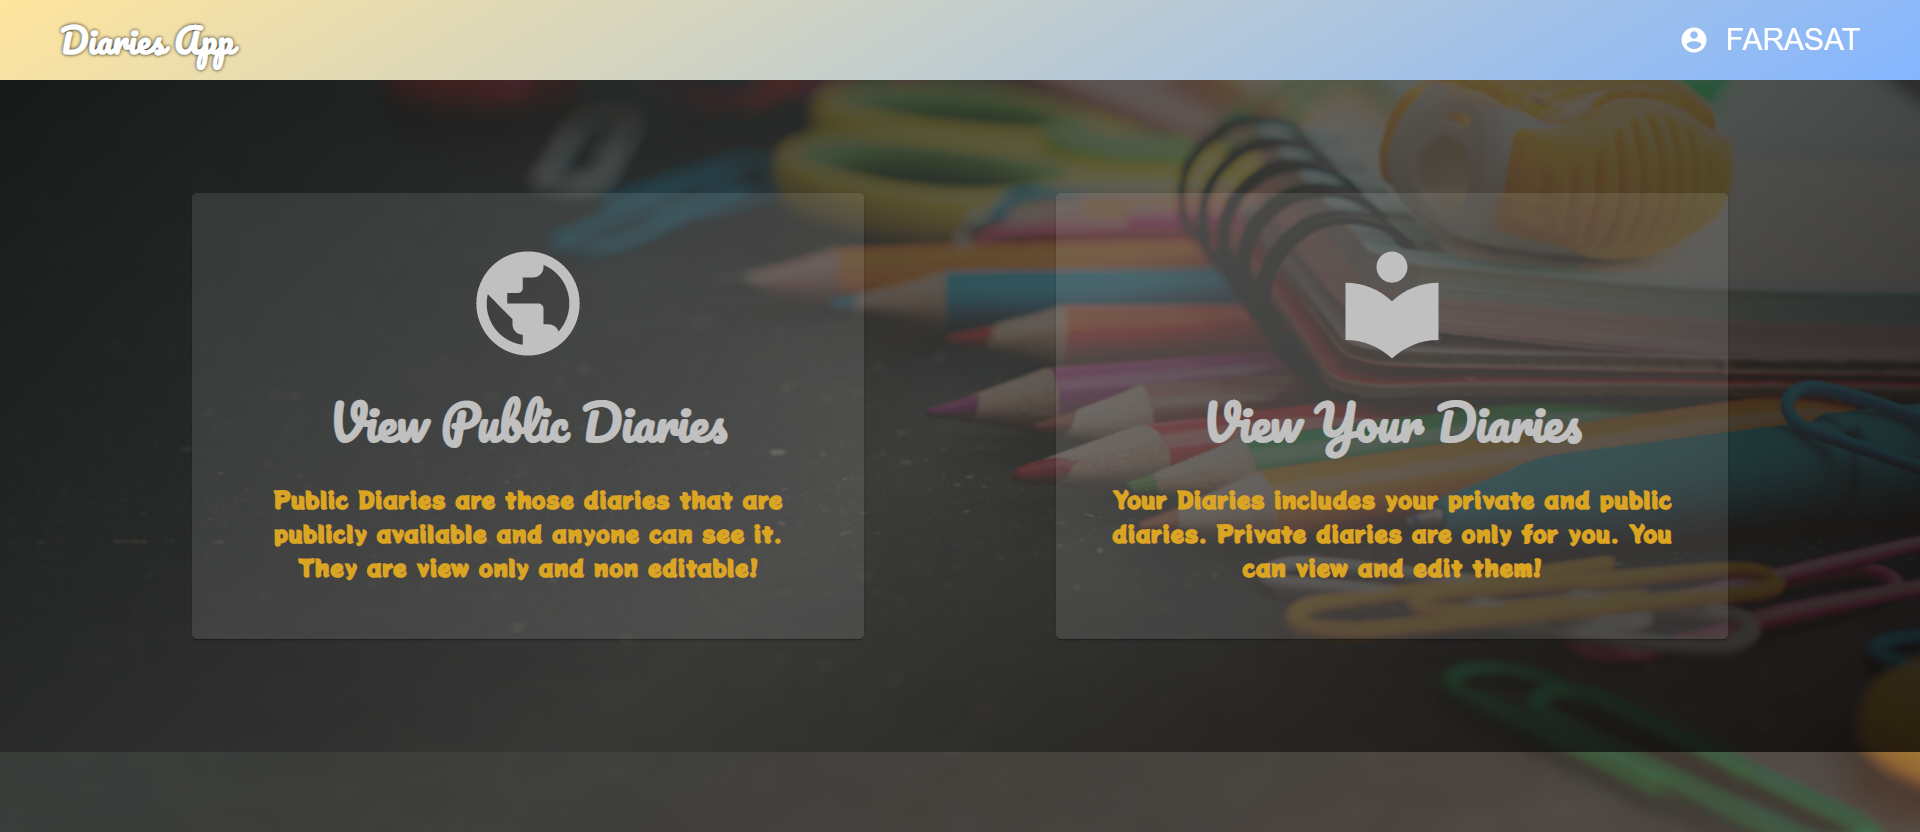 Diaries App
FARASAT
View Public Diaries
Public Diaries are those diaries that are
publicly available and anyone can see it.
They are view only and non editable!
View Your Diaries
Your Diaries includes your private and public
diaries. Private diaries are only for you. You
can view and edit them!